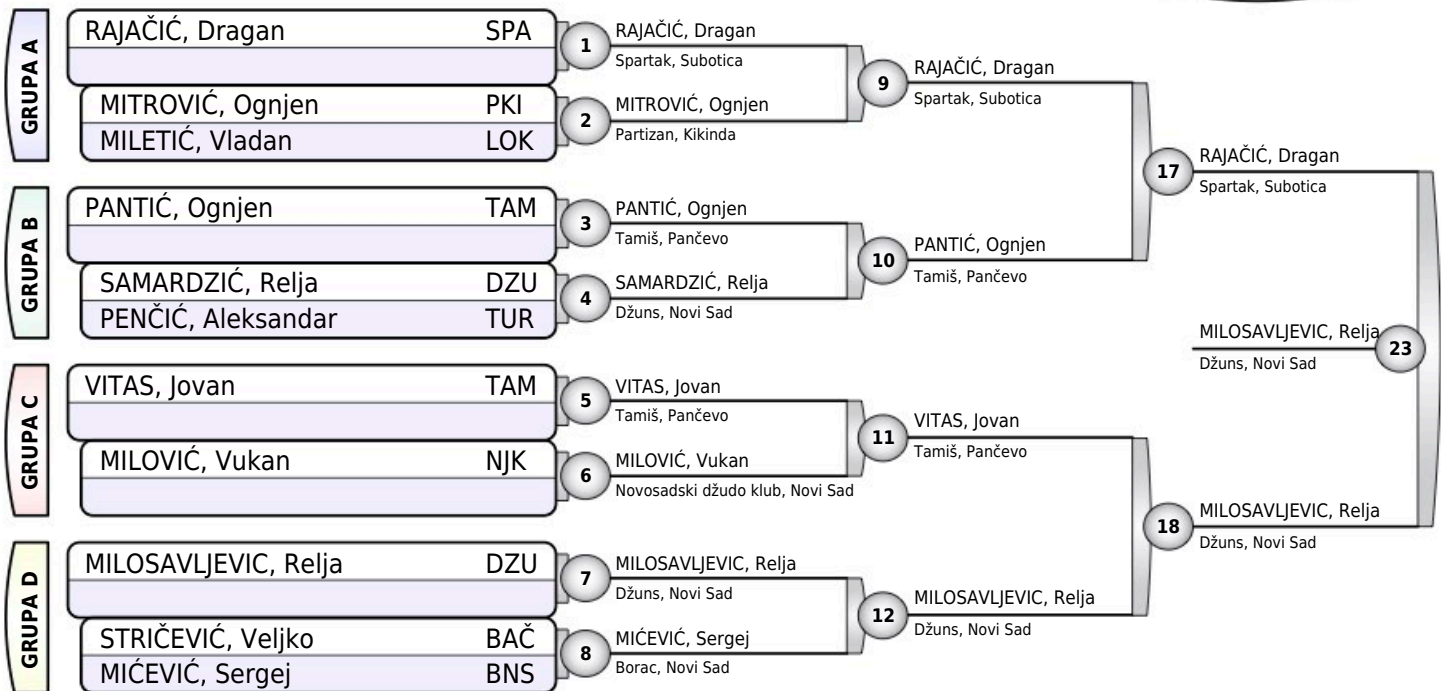 GRUPA A
RAJAČIĆ, Dragan SPA
MITROVIĆ, Ognjen PKI
MILETIĆ, Vladan LOK
GRUPA B
PANTIĆ, Ognjen TAM
SAMARDZIĆ, Relja DZU
PENČIĆ, Aleksandar TUR
GRUPA C
VITAS, Jovan TAM
MILOVIĆ, Vukan NJK
GRUPA D
MILOSAVLJEVIC, Relja DZU
STRIČEVIĆ, Veljko BAČ
MIĆEVIĆ, Sergej BNS
1
RAJAČIĆ, Dragan
Spartak, Subotica
2
MITROVIĆ, Ognjen
Partizan, Kikinda
3
PANTIĆ, Ognjen
Tamiš, Pančevo
4
SAMARDZIĆ, Relja
Džuns, Novi Sad
5
VITAS, Jovan
Tamiš, Pančevo
6
MILOVIĆ, Vukan
Novosadski džudo klub, Novi Sad
7
MILOSAVLJEVIC, Relja
Džuns, Novi Sad
8
MIĆEVIĆ, Sergej
Borac, Novi Sad
9
RAJAČIĆ, Dragan
Spartak, Subotica
10
PANTIĆ, Ognjen
Tamiš, Pančevo
11
VITAS, Jovan
Tamiš, Pančevo
12
MILOSAVLJEVIC, Relja
Džuns, Novi Sad
17
RAJAČIĆ, Dragan
Spartak, Subotica
18
MILOSAVLJEVIC, Relja
Džuns, Novi Sad
MILOSAVLJEVIC, Relja
Džuns, Novi Sad
23